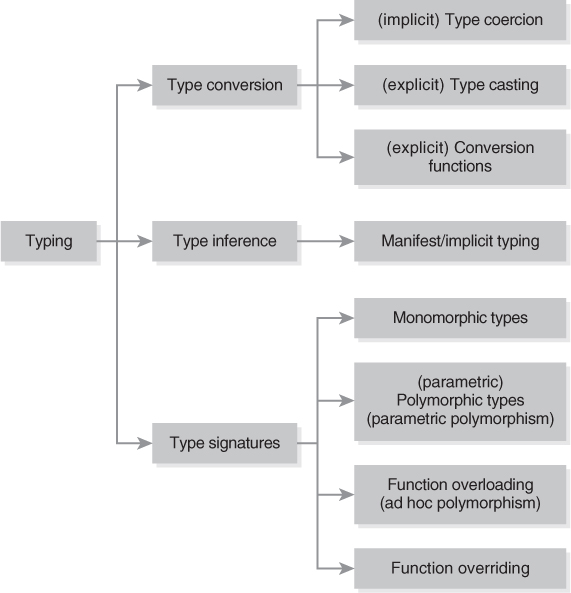 (implicit) Type coercion
Type conversion
(explicit) Type casting
(explicit) Conversion
functions
Typing
Type inference
Manifest/implicit typing
Monomorphic types
(parametric)
Polymorphic types
(parametric polymorphism)
Type signatures
Function overloading
(ad hoc polymorphism)
Function overriding